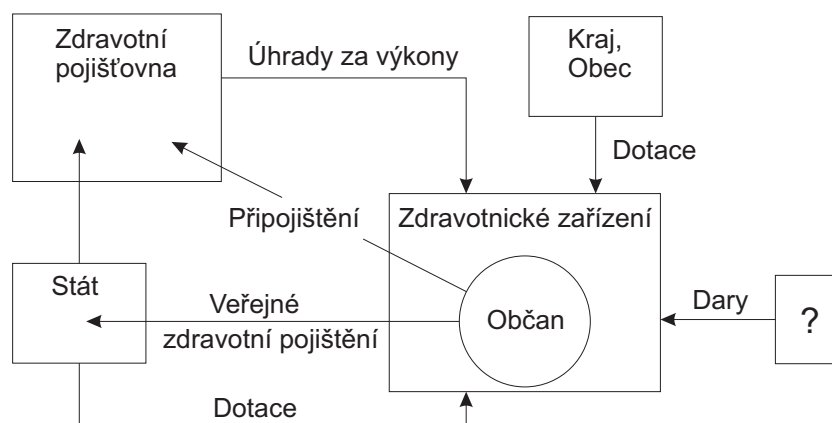 Zdravotní
pojišťovna
Úhrady za výkony
Kraj,
Obec
Dotace
Připojištění
Zdravotnické zařízení
Stát
Veřejné
zdravotní pojištění
Občan
Dary
?
Dotace